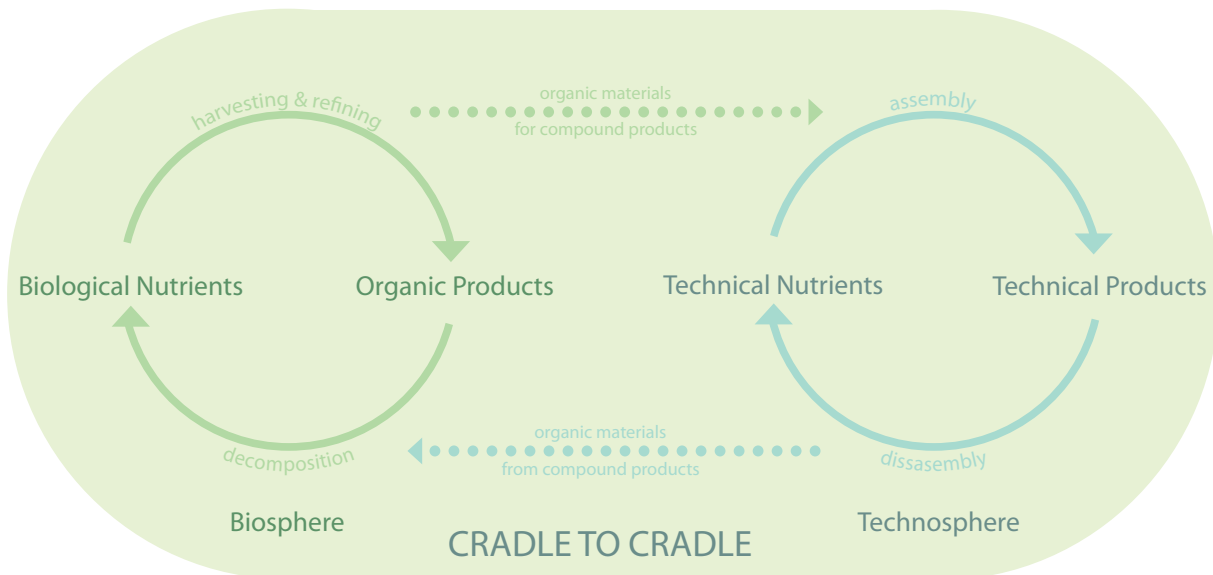 harvesting & refining
organic materials
for compound products
assembly
Biological Nutrients
Organic Products
Technical Nutrients
Technical Products
decomposition
organic materials
from compound products
dissasembly
Biosphere
Technosphere
CRADLE TO CRADLE